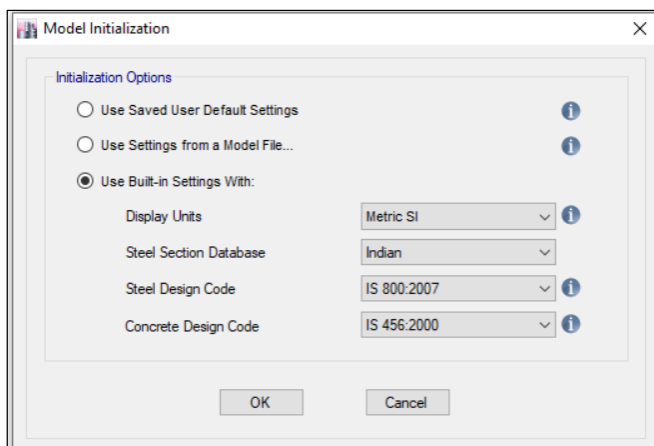 Model Initialization
Initialization Options
Use Saved User Default Settings
Use Settings from a Model File...
Use Built-in Settings With:
Display Units Metric SI
Steel Section Database Indian
Steel Design Code IS 800:2007
Concrete Design Code IS 456:2000
OK Cancel